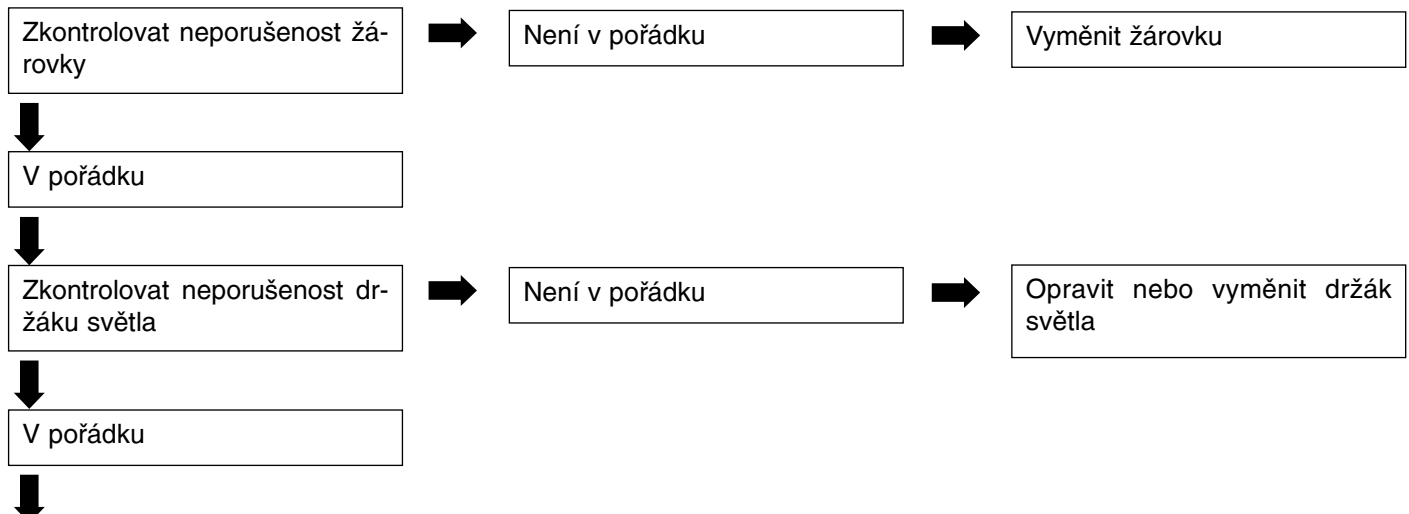 Zkontrolovat neporušenost žá-
rovky
Není v pořádku
Vyměnit žárovku
V pořádku
Zkontrolovat neporušenost dr-
žáku světla
Není v pořádku
Opravit nebo vyměnit držák
světla
V pořádku